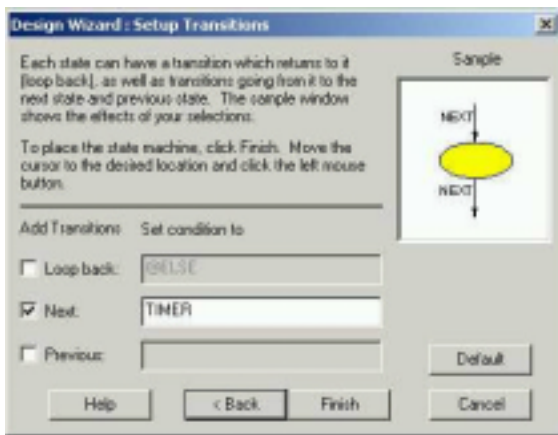 Design Wizard : Setup Transitions
Each state can have a transition which returns to it
(loop back), as well as transitions going from it to the
next state and previous state. The sample window
shows the effects of your selections.
To place the state machine, click Finish. Move the
cursor to the desired location and click the left mouse
button.
Sample
NEXT
NEXT
Add Transitions Set condition to
Loop back: @ELSE
Next: TIMER
Previous:
Default
Help < Back Finish Cancel